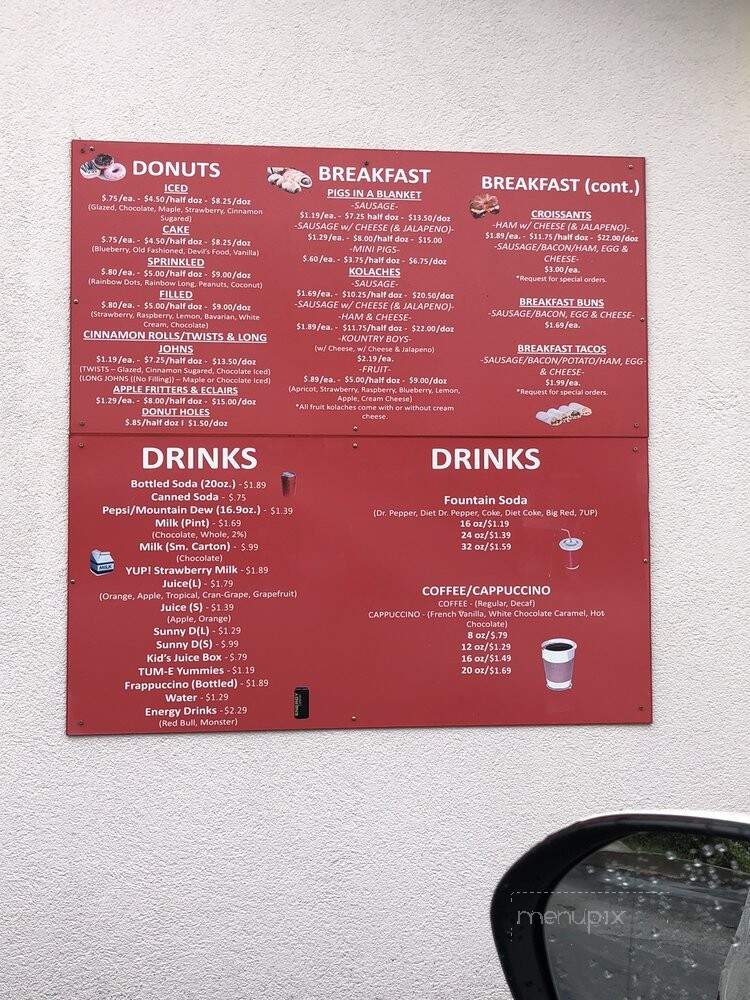 DONUTS
ICED
$.75/ea. - $4.50/half doz - $8.25/doz
(Glazed, Chocolate, Maple, Strawberry, Cinnamon
Sugared)
CAKE
$.75/ea. - $4.50/half doz - $8.25/doz
(Blueberry, Old Fashioned, Devil's Food, Vanilla)
SPRINKLED
$.80/ea. - $5.00/half doz - $9.00/doz
(Rainbow Dots, Rainbow Long, Peanuts, Coconut)
FILLED
$.80/ea. - $5.00/half doz - $9.00/doz
(Strawberry, Raspberry, Lemon, Bavarian, White
Cream, Chocolate)
CINNAMON ROLLS/TWISTS & LONG
JOHNS
$1.19/ea. - $7.25/half doz - $13.50/doz
(TWISTS – Glazed, Cinnamon Sugared, Chocolate Iced)
(LONG JOHNS ((No Filling)) – Maple or Chocolate Iced)
APPLE FRITTERS & ECLAIRS
$1.29/ea. - $8.00/half doz - $15.00/doz
DONUT HOLES
$.85/half doz I $1.50/doz
BREAKFAST
PIGS IN A BLANKET
-SAUSAGE-
$1.19/ea. - $7.25 half doz - $13.50/doz
-SAUSAGE w/ CHEESE (& JALAPENO)-
$1.29/ea. - $8.00/half doz - $15.00
-MINI PIGS-
$.60/ea. - $3.75/half doz - $6.75/doz
KOLACHES
-SAUSAGE-
$1.69/ea. - $10.25/half doz - $20.50/doz
-SAUSAGE w/ CHEESE (& JALAPENO)-
-HAM & CHEESE-
$1.89/ea. - $11.75/half doz - $22.00/doz
-KOUNTRY BOYS-
(w/ Cheese, w/ Cheese & Jalapeno)
$2.19 ea.
-FRUIT-
$.89/ea. - $5.00/half doz - $9.00/doz
(Apricot, Strawberry, Raspberry, Blueberry, Lemon,
Apple, Cream Cheese)
*All fruit kolaches come with or without cream
cheese.
BREAKFAST (cont.)
CROISSANTS
-HAM w/ CHEESE (& JALAPENO)-
$1.89/ea. - $11.75/half doz - $22.00/doz
-SAUSAGE/BACON/HAM, EGG &
CHEESE-
$3.00/ea.
*Request for special orders.
BREAKFAST BUNS
-SAUSAGE/BACON, EGG & CHEESE-
$1.69/ea.
BREAKFAST TACOS
-SAUSAGE/BACON/POTATO/HAM, EGG
& CHEESE-
$1.99/ea.
*Request for special orders.
DRINKS
Bottled Soda (20oz.) - $1.89
Canned Soda - $.75
Pepsi/Mountain Dew (16.9oz.) - $1.39
Milk (Pint) - $1.69
(Chocolate, Whole, 2%)
Milk (Sm. Carton) - $.99
(Chocolate)
YUP! Strawberry Milk - $1.89
Juice(L) - $1.79
(Orange, Apple, Tropical, Cran-Grape, Grapefruit)
Juice (S) - $1.39
(Apple, Orange)
Sunny D(L) - $1.29
Sunny D(S) - $.99
Kid's Juice Box - $.79
TUM-E Yummies - $1.19
Frappuccino (Bottled) - $1.89
Water - $1.29
Energy Drinks - $2.29
(Red Bull, Monster)
MILK
DRINKS
Fountain Soda
(Dr. Pepper, Diet Dr. Pepper, Coke, Diet Coke, Big Red, 7UP)
16 oz/$1.19
24 oz/$1.39
32 oz/$1.59
COFFEE/CAPPUCCINO
COFFEE - (Regular, Decaf)
CAPPUCCINO - (French Vanilla, White Chocolate Caramel, Hot
Chocolate)
8 oz/$.79
12 oz/$1.29
16 oz/$1.49
20 oz/$1.69
menupix